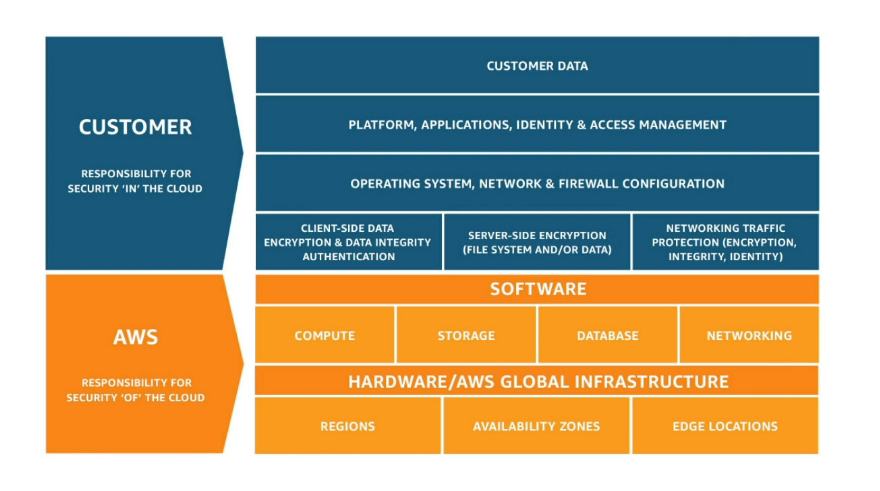 CUSTOMER
RESPONSIBILITY FOR
SECURITY ‘IN’ THE CLOUD
CUSTOMER DATA
PLATFORM, APPLICATIONS, IDENTITY & ACCESS MANAGEMENT
OPERATING SYSTEM, NETWORK & FIREWALL CONFIGURATION
CLIENT-SIDE DATA
ENCRYPTION & DATA INTEGRITY
AUTHENTICATION
SERVER-SIDE ENCRYPTION
(FILE SYSTEM AND/OR DATA)
NETWORKING TRAFFIC
PROTECTION (ENCRYPTION,
INTEGRITY, IDENTITY)
AWS
RESPONSIBILITY FOR
SECURITY ‘OF’ THE CLOUD
SOFTWARE
COMPUTE
STORAGE
DATABASE
NETWORKING
HARDWARE/AWS GLOBAL INFRASTRUCTURE
REGIONS
AVAILABILITY ZONES
EDGE LOCATIONS